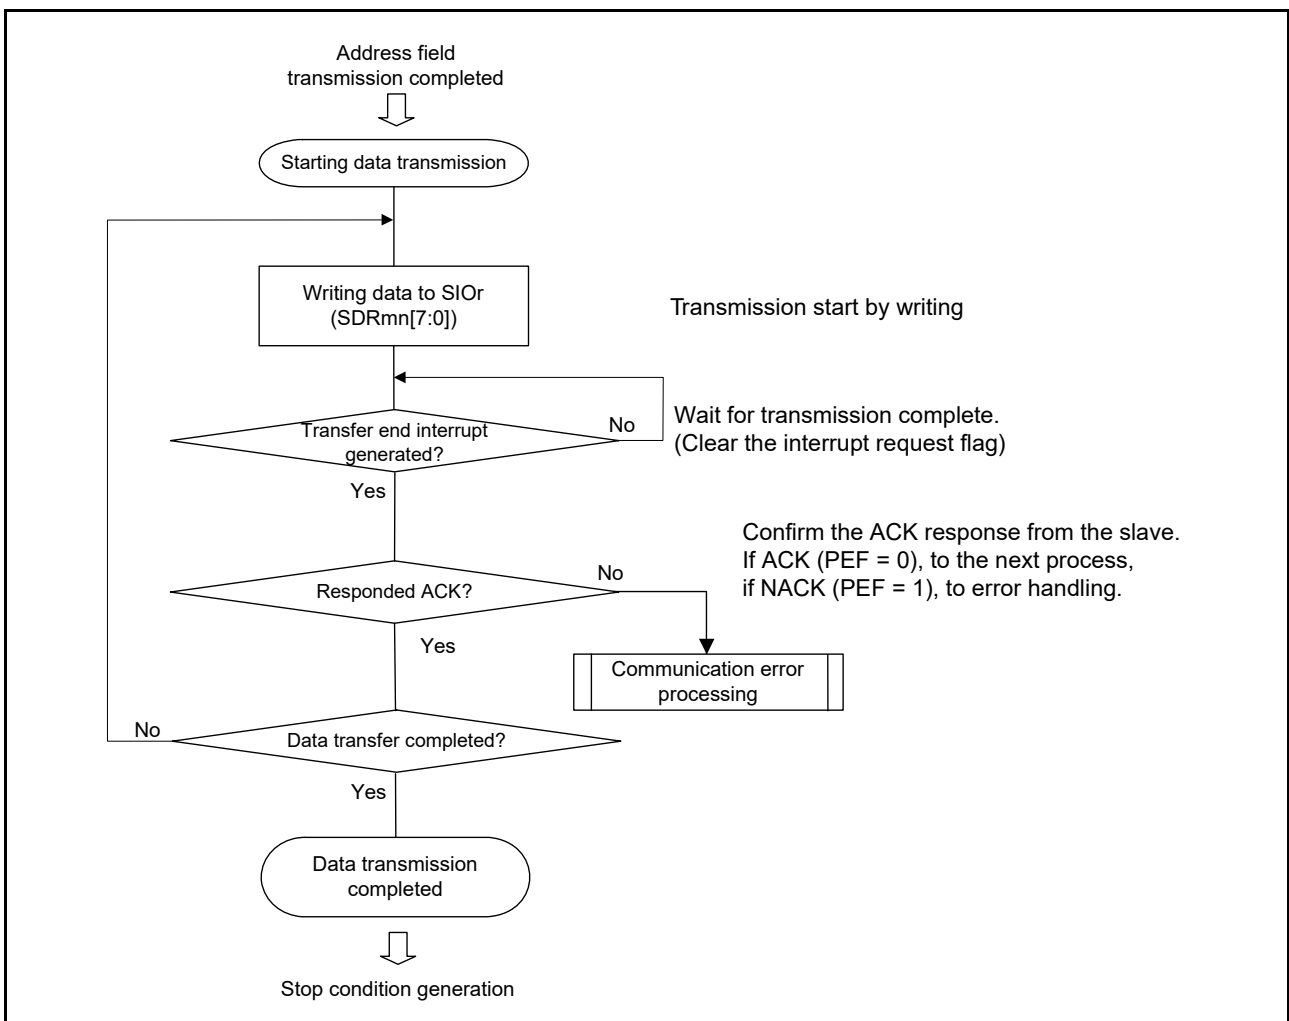 Address field
transmission completed
Starting data transmission
Writing data to SIOr
(SDRmn[7:0])
Transmission start by writing
Transfer end interrupt
generated?
No
Wait for transmission complete.
(Clear the interrupt request flag)
Yes
Confirm the ACK response from the slave.
If ACK (PEF = 0), to the next process,
if NACK (PEF = 1), to error handling.
Responded ACK?
No
Yes
Communication error
processing
Data transfer completed?
No
Yes
Data transmission
completed
Stop condition generation